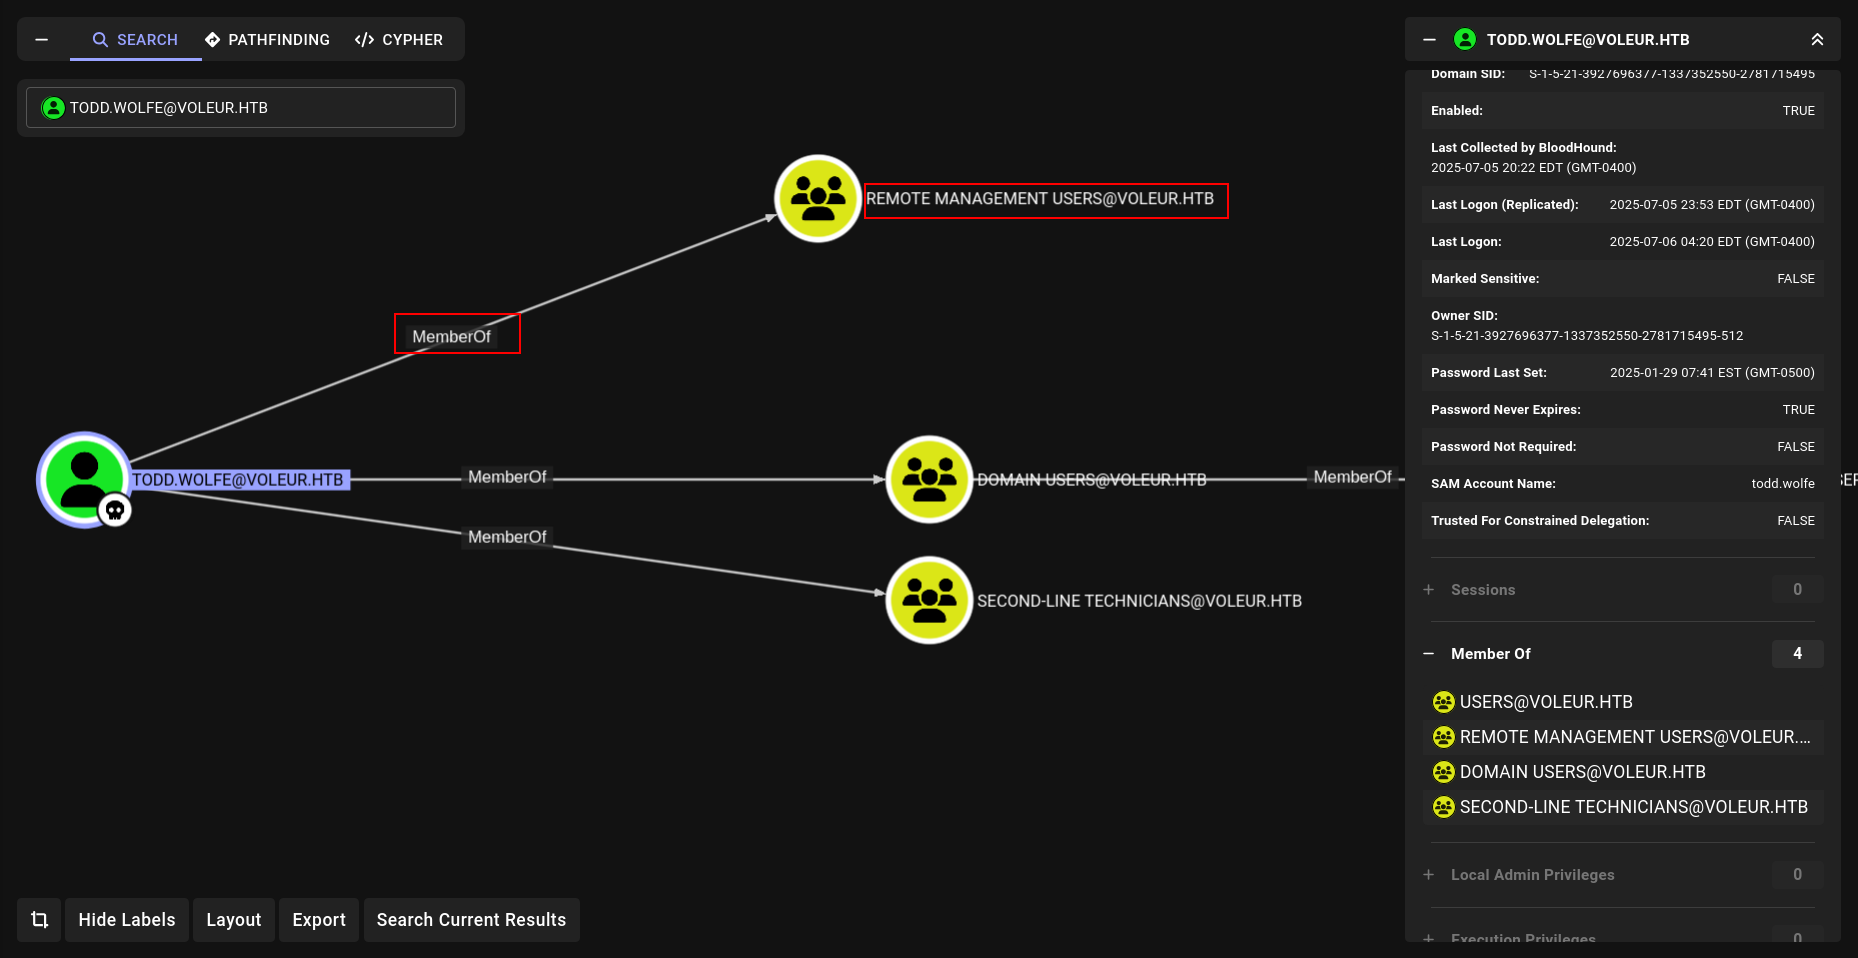 SEARCH
PATHFINDING
CYPHER
TODD.WOLFE@VOLEUR.HTB
REMOTE MANAGEMENT USERS@VOLEUR.HTB
MemberOf
TODD.WOLFE@VOLEUR.HTB
MemberOf
DOMAIN USERS@VOLEUR.HTB
MemberOf
MemberOf
SECOND-LINE TECHNICIANS@VOLEUR.HTB
Hide Labels
Layout
Export
Search Current Results
TODD.WOLFE@VOLEUR.HTB
Domain SID: S-1-5-21-3927696377-1337352550-2781715495
Enabled: TRUE
Last Collected by BloodHound:
2025-07-05 20:22 EDT (GMT-0400)
Last Logon (Replicated): 2025-07-05 23:53 EDT (GMT-0400)
Last Logon: 2025-07-06 04:20 EDT (GMT-0400)
Marked Sensitive: FALSE
Owner SID:
S-1-5-21-3927696377-1337352550-2781715495-512
Password Last Set: 2025-01-29 07:41 EST (GMT-0500)
Password Never Expires: TRUE
Password Not Required: FALSE
SAM Account Name: todd.wolfe
Trusted For Constrained Delegation: FALSE
Sessions 0
Member Of 4
USERS@VOLEUR.HTB
REMOTE MANAGEMENT USERS@VOLEUR....
DOMAIN USERS@VOLEUR.HTB
SECOND-LINE TECHNICIANS@VOLEUR.HTB
Local Admin Privileges 0
Execution Privileges 0